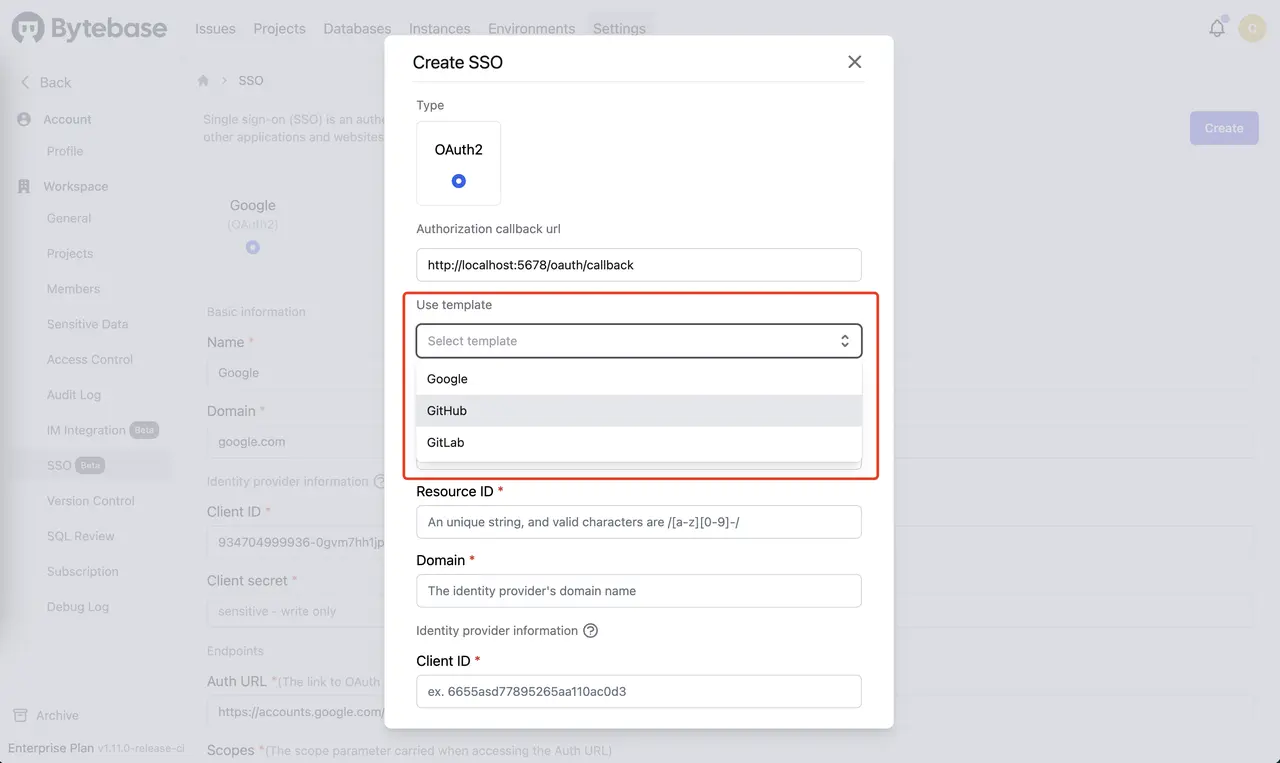 Bytebase
Issues Projects Databases Instances Environments Settings
C
Back
SSO
Account
Profile
Workspace
General
Projects
Members
Sensitive Data
Access Control
Audit Log
IM Integration Beta
SSO Beta
Version Control
SQL Review
Subscription
Debug Log
Archive
Enterprise Plan v1.11.0-release-ci
Single sign-on (SSO) is an
other applications and websites
Create
Google
(OAuth2)
Basic information
Name *
Google
Domain *
google.com
Identity provider information ?
Client ID *
934704999936-0gvm7hh1jp
Client secret *
sensitive - write only
Endpoints
Auth URL *(The link to OAuth
https://accounts.google.com/
Scopes *(The scope parameter carried when accessing the Auth URL)
Create SSO
Type
OAuth2
Authorization callback url
http://localhost:5678/oauth/callback
Use template
Select template
Google
GitHub
GitLab
Resource ID *
An unique string, and valid characters are /[a-z][0-9]-/
Domain *
The identity provider's domain name
Identity provider information ?
Client ID *
ex. 6655asd77895265aa110ac0d3